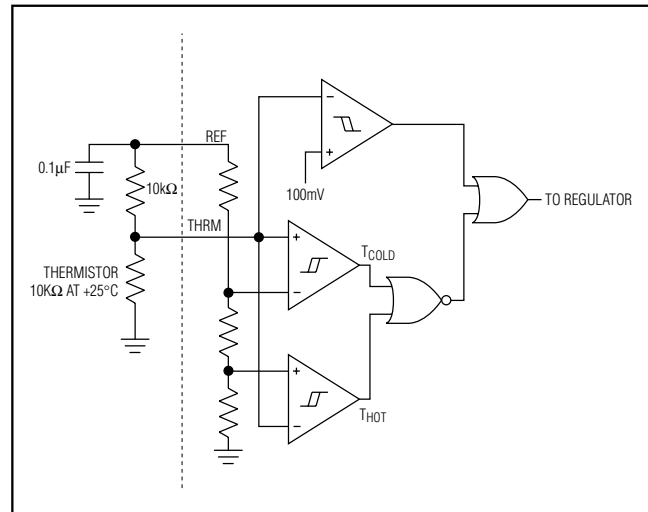 REF
0.1μF
10kΩ
100mV
TO REGULATOR
THRM
TCOLD
THERMISTOR
10KΩ AT +25°C
THOT
− + + − + −